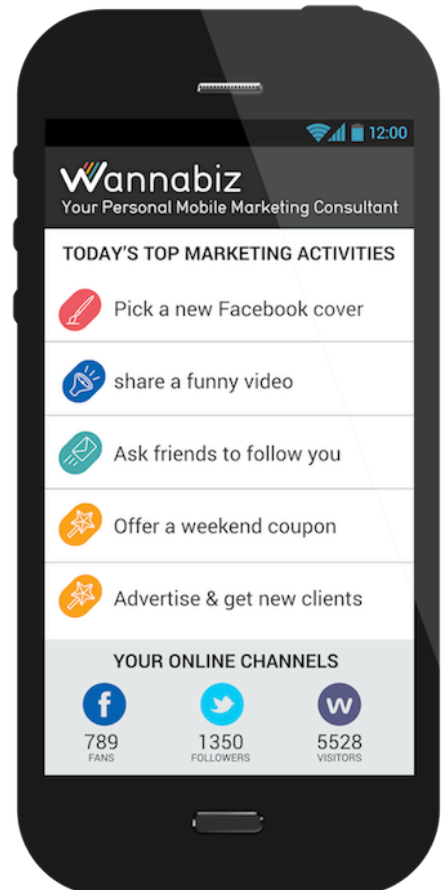 12:00
Wannabiz
Your Personal Mobile Marketing Consultant
TODAY'S TOP MARKETING ACTIVITIES
Pick a new Facebook cover
share a funny video
Ask friends to follow you
Offer a weekend coupon
Advertise & get new clients
YOUR ONLINE CHANNELS
f w
789 1350 5528
FANS FOLLOWERS VISITORS